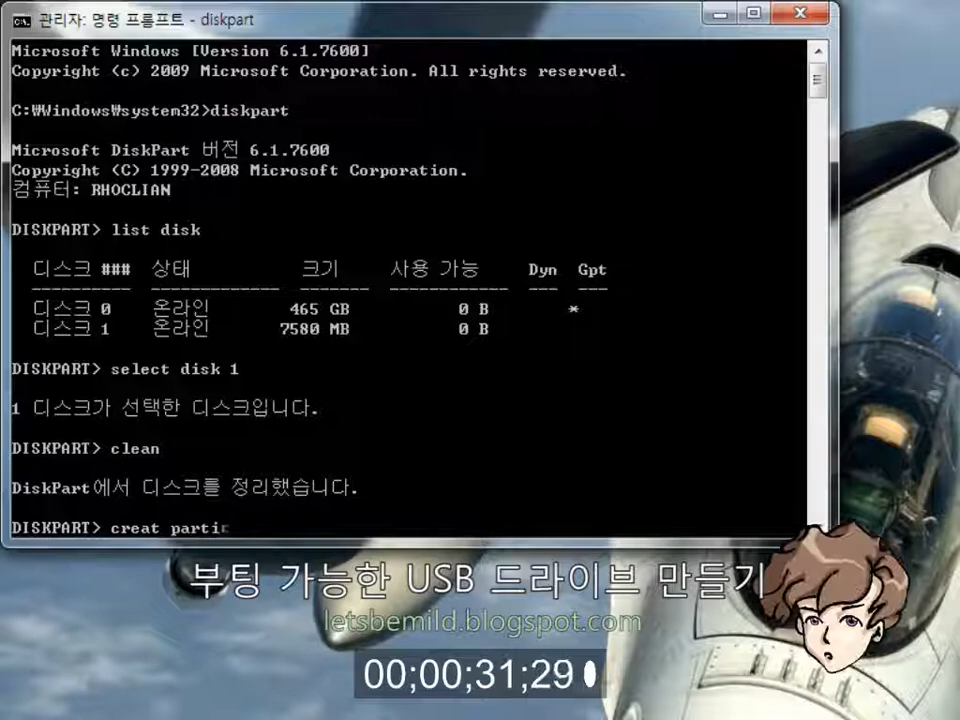 관리자: 명령 프롬프트 - diskpart
Microsoft Windows [Version 6.1.7600]
Copyright (c) 2009 Microsoft Corporation. All rights reserved.
C:₩Windows₩system32>diskpart
Microsoft DiskPart 버전 6.1.7600
Copyright (C) 1999-2008 Microsoft Corporation.
컴퓨터: RHOCLIAN
DISKPART> list disk
디스크 ### 상태 크기 사용 가능 Dyn Gpt
---------- ------------- ------- ------------ --- ---
디스크 0 온라인 465 GB 0 B *
디스크 1 온라인 7580 MB 0 B
DISKPART> select disk 1
1 디스크가 선택한 디스크입니다.
DISKPART> clean
DiskPart에서 디스크를 정리했습니다.
DISKPART> creat parti
부팅 가능한 USB 드라이브 만들기
letsbemild.blogspot.com
00;00;31;29